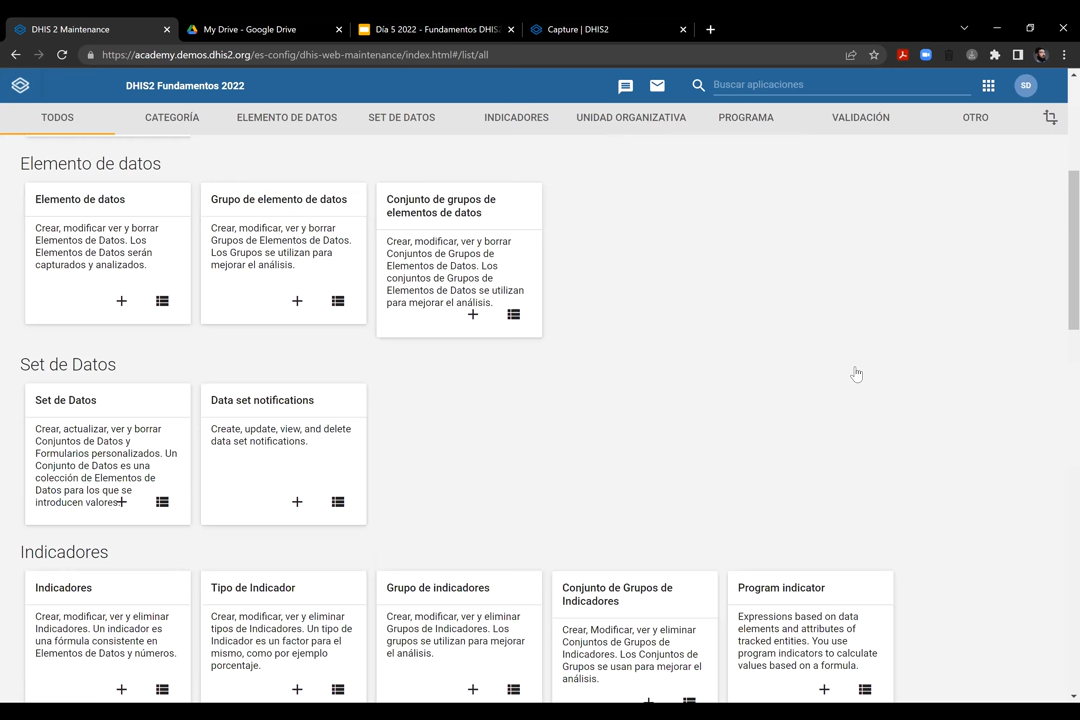 DHIS 2 Maintenance
My Drive - Google Drive
Día 5 2022 - Fundamentos DHIS
Capture | DHIS2
https://academy.demos.dhis2.org/es-config/dhis-web-maintenance/index.html#/list/all
DHIS2 Fundamentos 2022
Buscar aplicaciones
SD
TODOS
CATEGORÍA
ELEMENTO DE DATOS
SET DE DATOS
INDICADORES
UNIDAD ORGANIZATIVA
PROGRAMA
VALIDACIÓN
OTRO
Elemento de datos
Elemento de datos
Crear, modificar ver y borrar
Elementos de Datos. Los
Elementos de Datos serán
capturados y analizados.
Grupo de elemento de datos
Crear, modificar, ver y borrar
Grupos de Elementos de Datos.
Los Grupos se utilizan para
mejorar el análisis.
Conjunto de grupos de
elementos de datos
Crear, modificar, ver y borrar
Conjuntos de Grupos de
Elementos de Datos. Los
conjuntos de Grupos de
Elementos de Datos se utilizan
para mejorar el análisis.
Set de Datos
Set de Datos
Crear, actualizar, ver y borrar
Conjuntos de Datos y
Formularios personalizados. Un
Conjunto de Datos es una
colección de Elementos de
Datos para los que se
introducen valores.
Data set notifications
Create, update, view, and delete
data set notifications.
Indicadores
Indicadores
Crear, modificar, ver y eliminar
Indicadores. Un indicador es
una fórmula consistente en
Elementos de Datos y números.
Tipo de Indicador
Crear, modificar, ver y eliminar
tipos de Indicadores. Un tipo de
Indicador es un factor para el
mismo, como por ejemplo
porcentaje.
Grupo de indicadores
Crear, modificar, ver y eliminar
Grupos de Indicadores. Los
grupos se utilizan para mejorar
el análisis.
Conjunto de Grupos de
Indicadores
Crear, Modificar, ver y eliminar
Conjuntos de Grupos de
Indicadores. Los Conjuntos de
Grupos se usan para mejorar el
análisis.
Program indicator
Expressions based on data
elements and attributes of
tracked entities. You use
program indicators to calculate
values based on a formula.